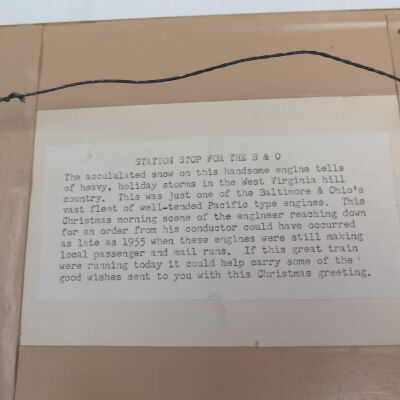 STATION STOP FOR THE B & O
The accululated snow on this handsome engine tells
of heavy, holiday storms in the West Virginia hill
country. This was just one of the Baltimore & Ohio's
vast fleet of well-tended Pacific type engines. This
Christmas morning scene of the engineer reaching down
for an order from his conductor could have occurred
as late as 1955 when these engines were still making
local passenger and mail runs. If this great train
were running today it could help carry some of the
good wishes sent to you with this Christmas greeting.